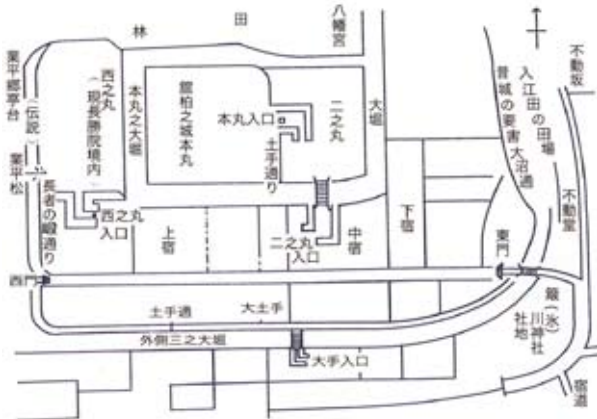 林
田
八幡宮
不動坂
入江田の田場
昔城の要害大沼通
不動堂
業平郷亭台
(伝説)
業平松
西之丸
(現長勝院境内)
本丸之大堀
館柏之城本丸
本丸入口
二之丸
土手通り
大堀
長者の
通り
西之丸
入口
上宿
二之丸
入口
中宿
下宿
東門
西門
土手通
大土手
外側三之大堀
大手入口
(氷)川神社
社地
宿道